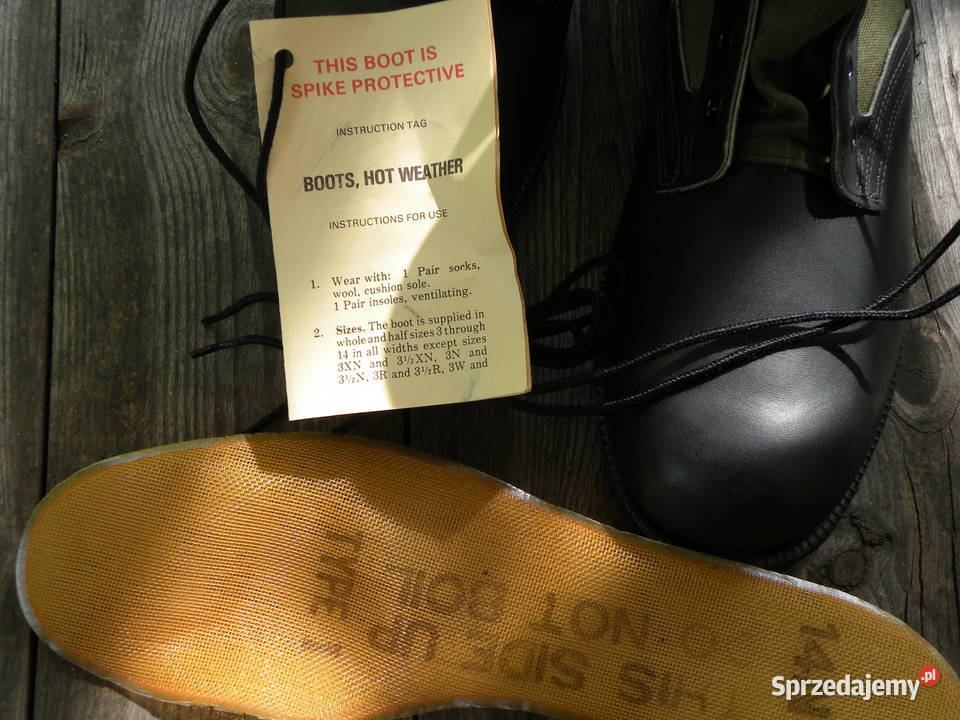 THIS BOOT IS
SPIKE PROTECTIVE
INSTRUCTION TAG
BOOTS, HOT WEATHER
INSTRUCTIONS FOR USE
1. Wear with: 1 Pair socks,
wool, cushion sole.
1 Pair insoles, ventilating.
2. Sizes. The boot is supplied in
whole and half sizes 3 through
14 in all widths except sizes
3XN and 3½XN, 3N and
3½N, 3R and 3½R, 3W and
TYPE
SIDE UP
NOT BOIL
Sprzedajemy.pl